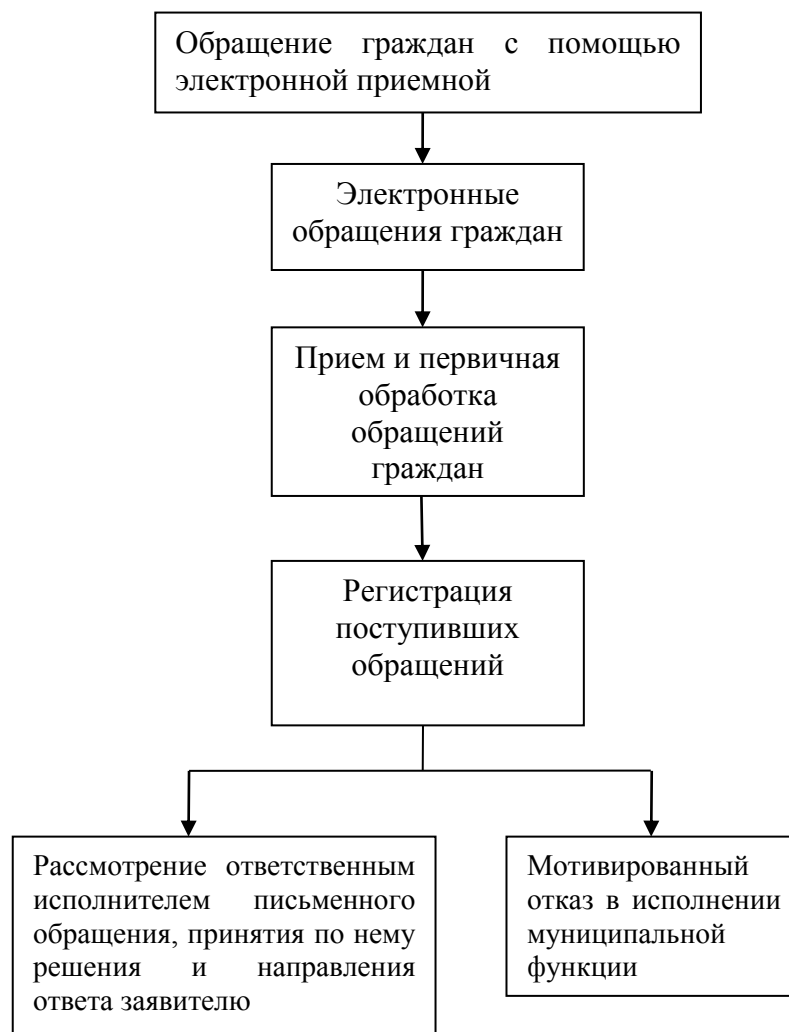 Обращение граждан с помощью
электронной приемной
Электронные
обращения граждан
Прием и первичная
обработка
обращений
граждан
Регистрация
поступивших
обращений
Рассмотрение ответственным
исполнителем письменного
обращения, принятия по нему
решения и направления
ответа заявителю
Мотивированный
отказ в исполнении
муниципальной
функции